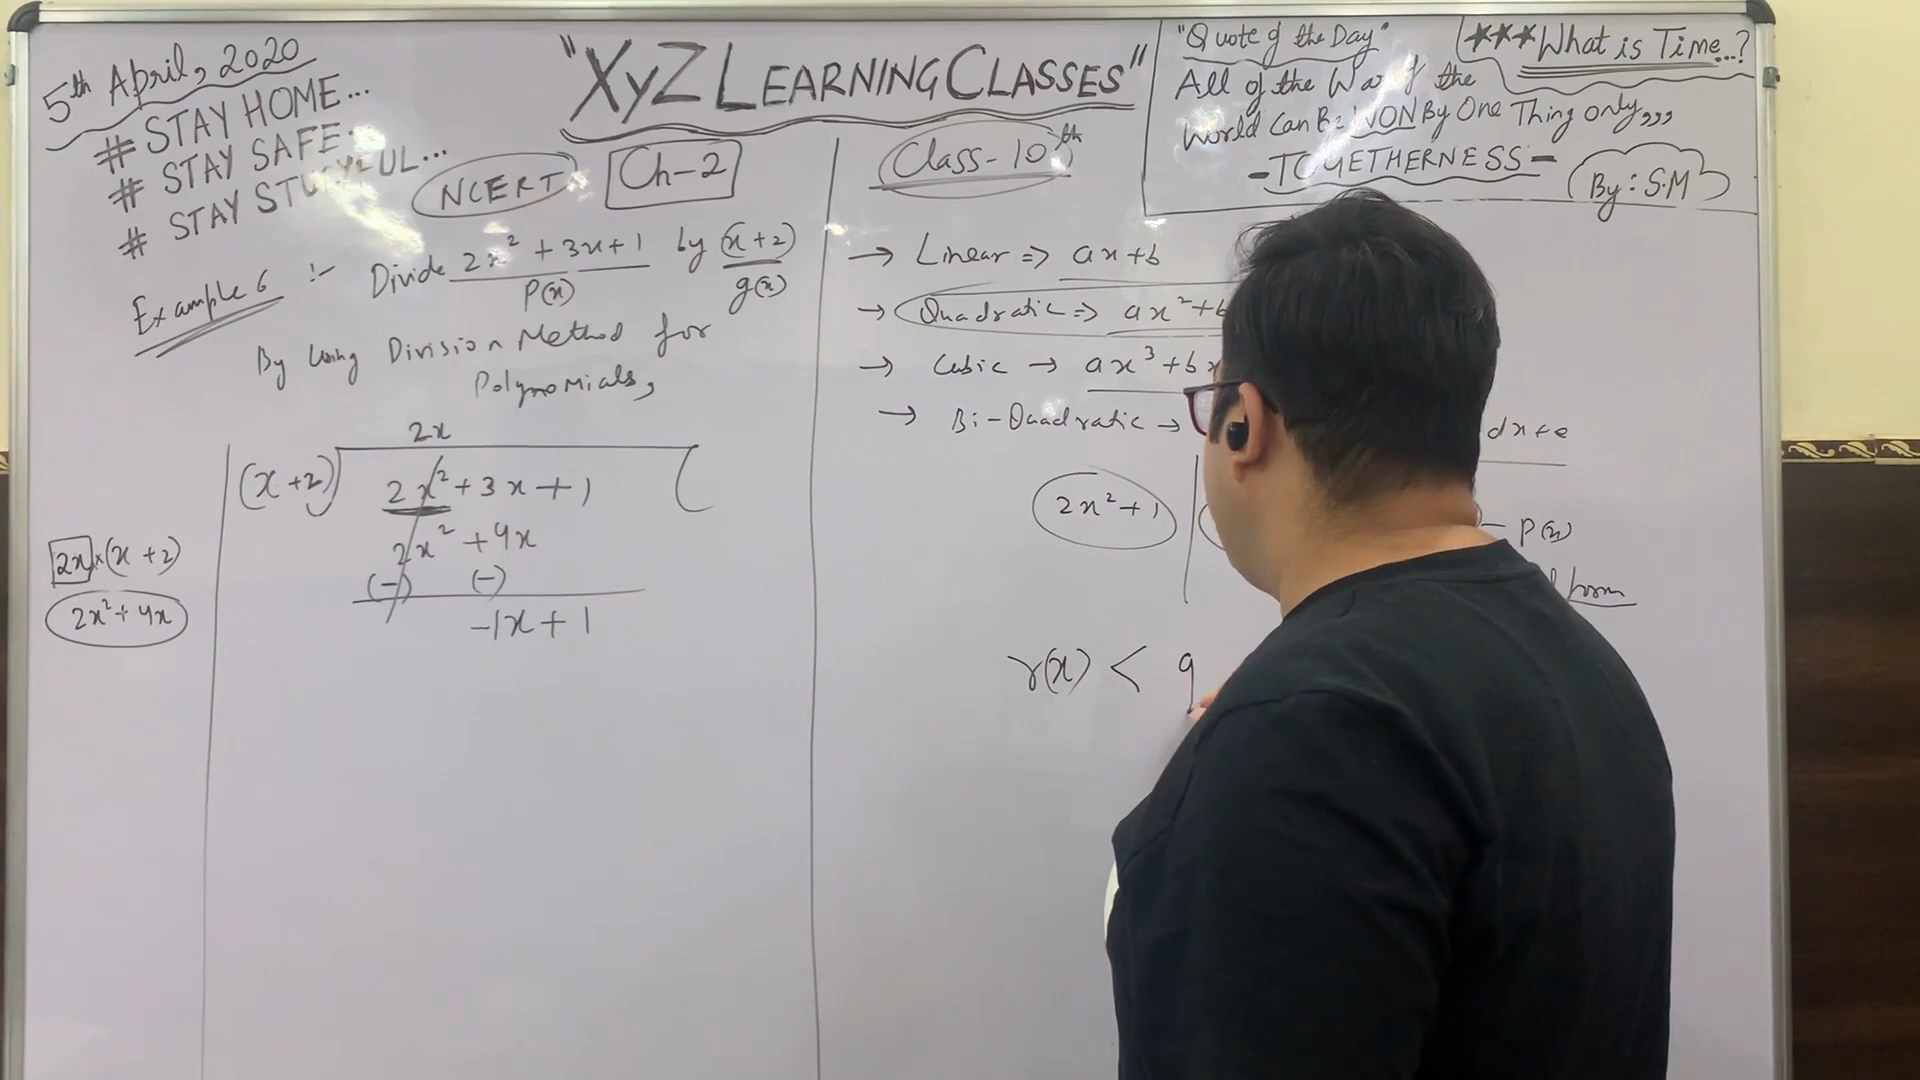 5th April, 2020
# STAY HOME...
# STAY SAFE.
# STAY STUDYFUL...
"XyZ LEARNING CLASSES"
"Quote of the Day"
All of the War of the
World Can Be WON By One Thing only,,,
- TOGETHERNESS -
By : S.M
***What is Time...?
NCERT
Ch-2
Class-10th
Example 6 :- Divide 2x² + 3x + 1 by (x+2)
P(x) g(x)
By Using Division Method for
Polynomials,
2x
(x+2) 2x² + 3x + 1
2x² + 4x
(-) (-)
-1x + 1
2x × (x + 2)
2x² + 4x
→ Linear => ax+b
→ Quadratic => ax² + b
→ Cubic → ax³ + bx
→ Bi-Quadratic → dx + e
2x² + 1
- P(x)
form
r(x) < g